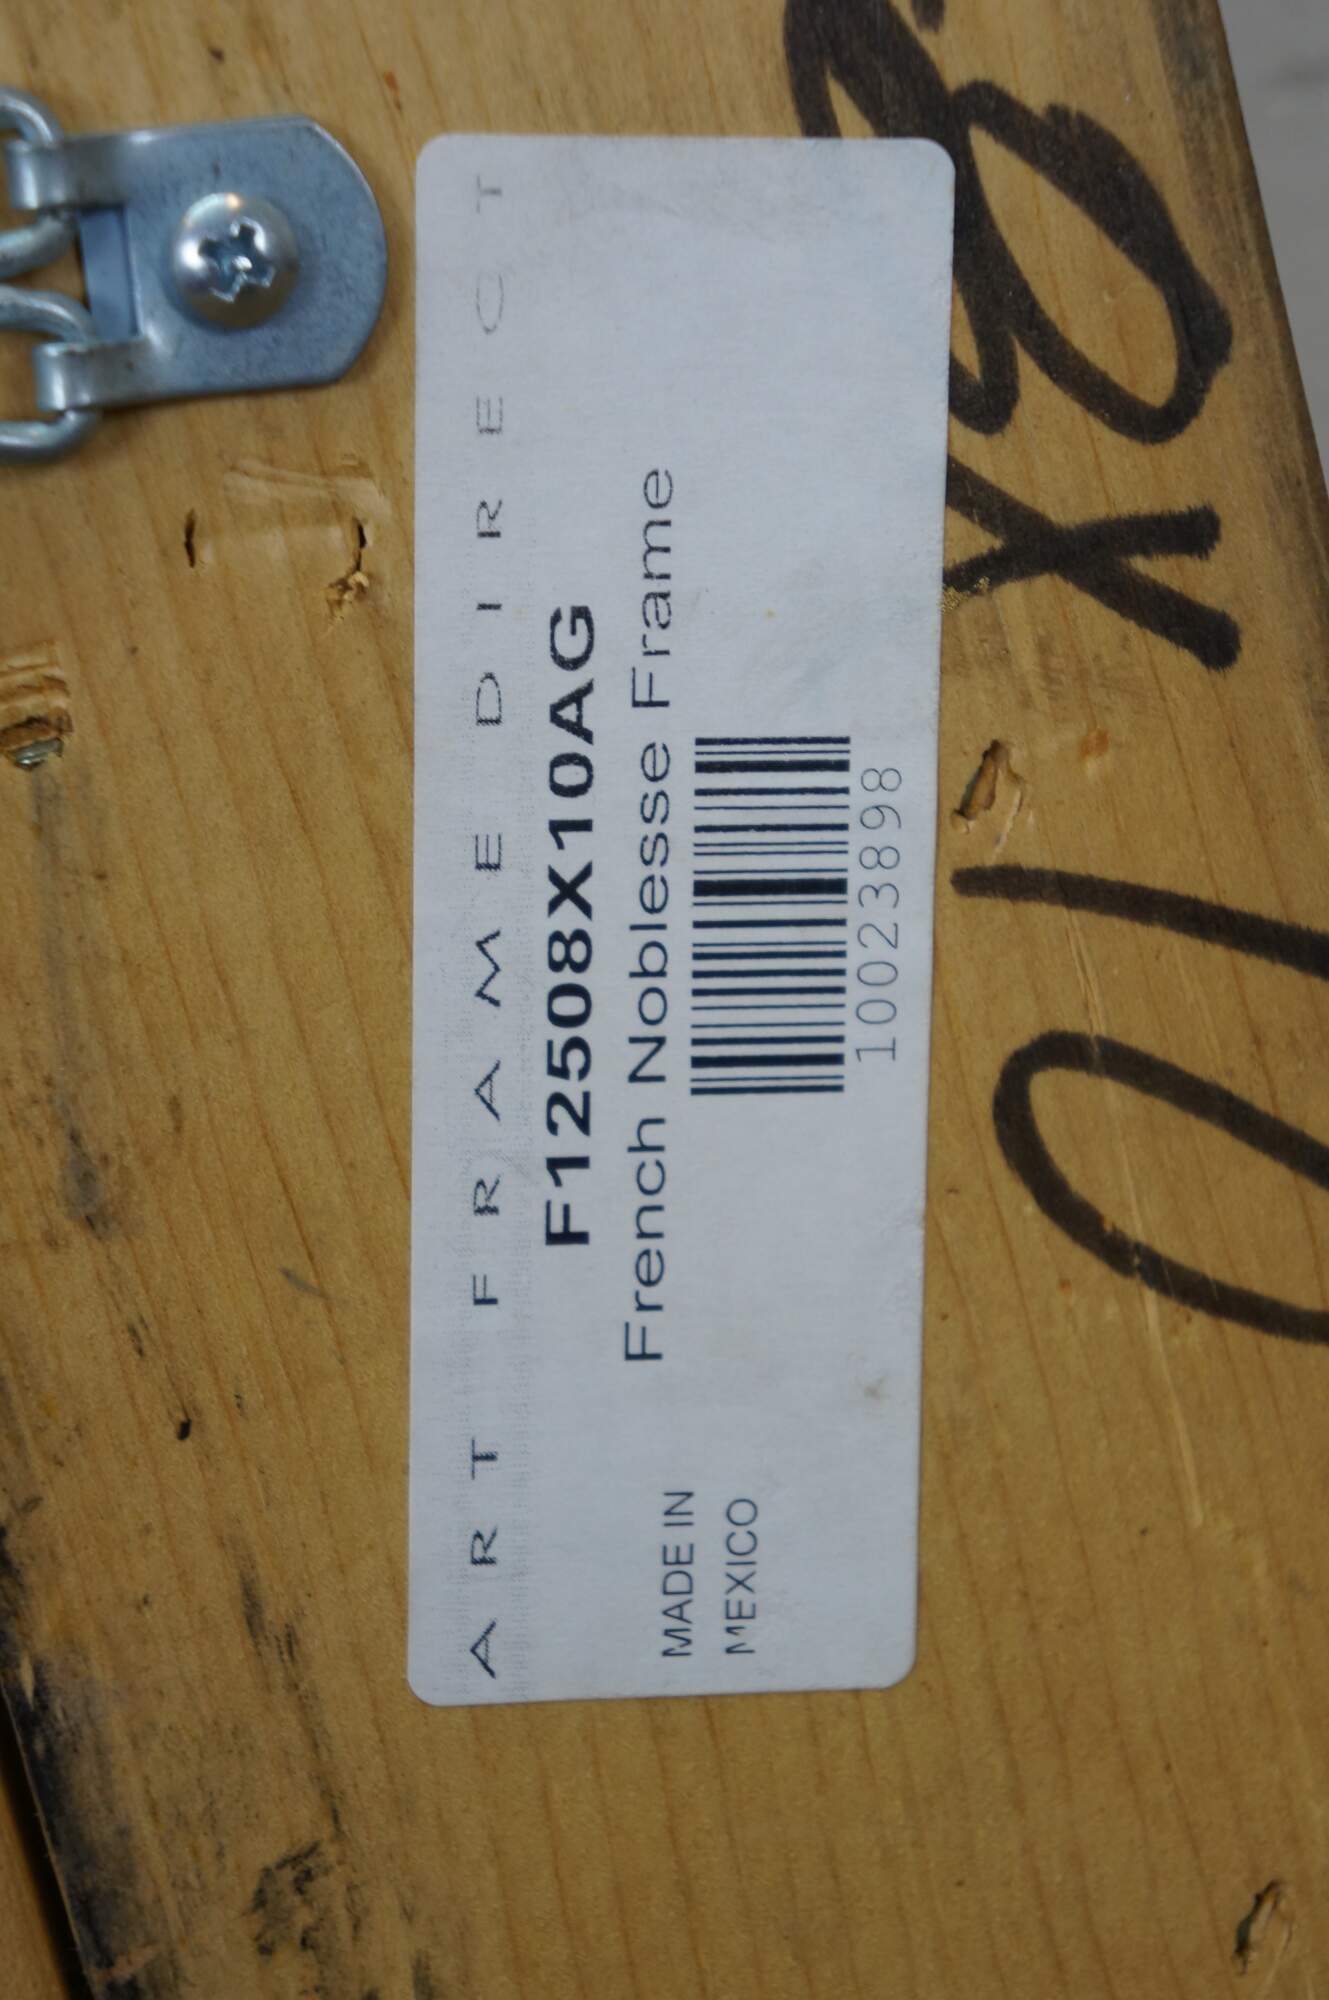 ART FRAME DIRECT
F12508X10AG
French Noblesse Frame
10023898
MADE IN
MEXICO
8X10